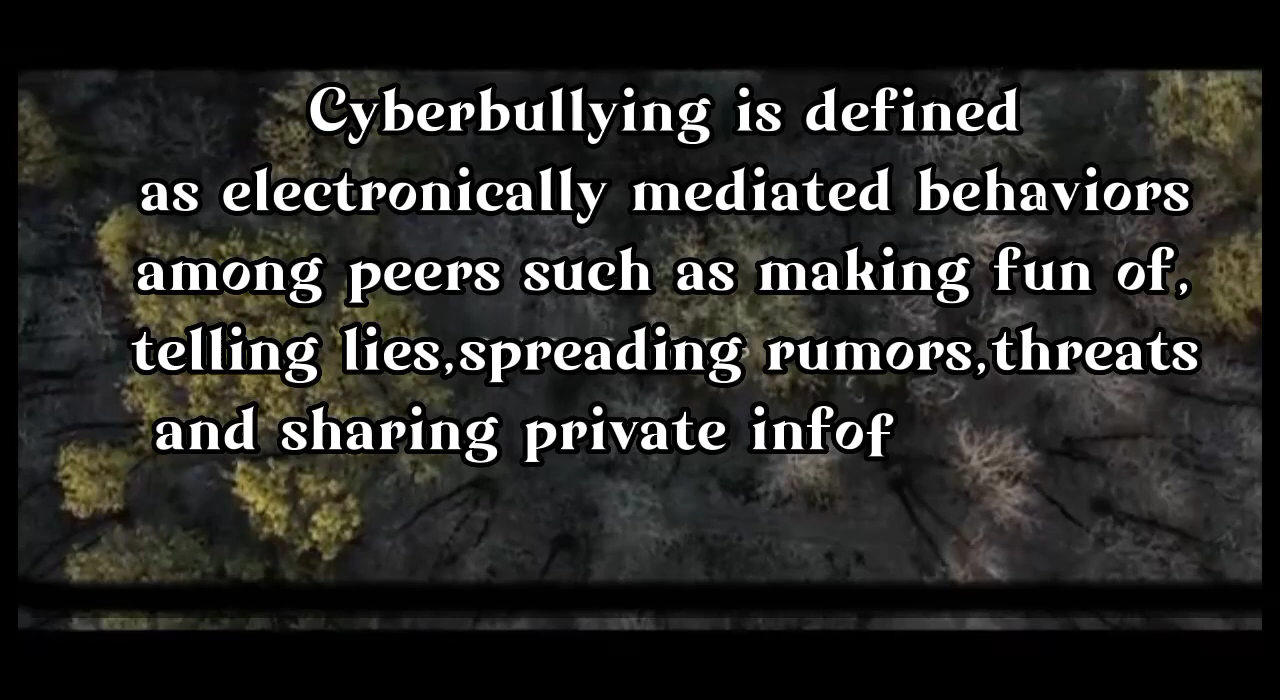 Cyberbullying is defined
as electronically mediated behaviors
among peers such as making fun of,
telling lies,spreading rumors,threats
and sharing private infof